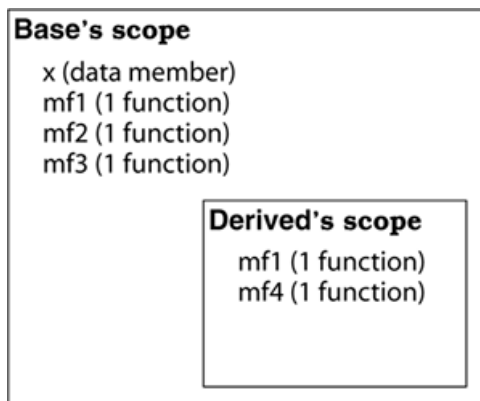 Base's scope
x (data member)
mf1 (1 function)
mf2 (1 function)
mf3 (1 function)
Derived's scope
mf1 (1 function)
mf4 (1 function)